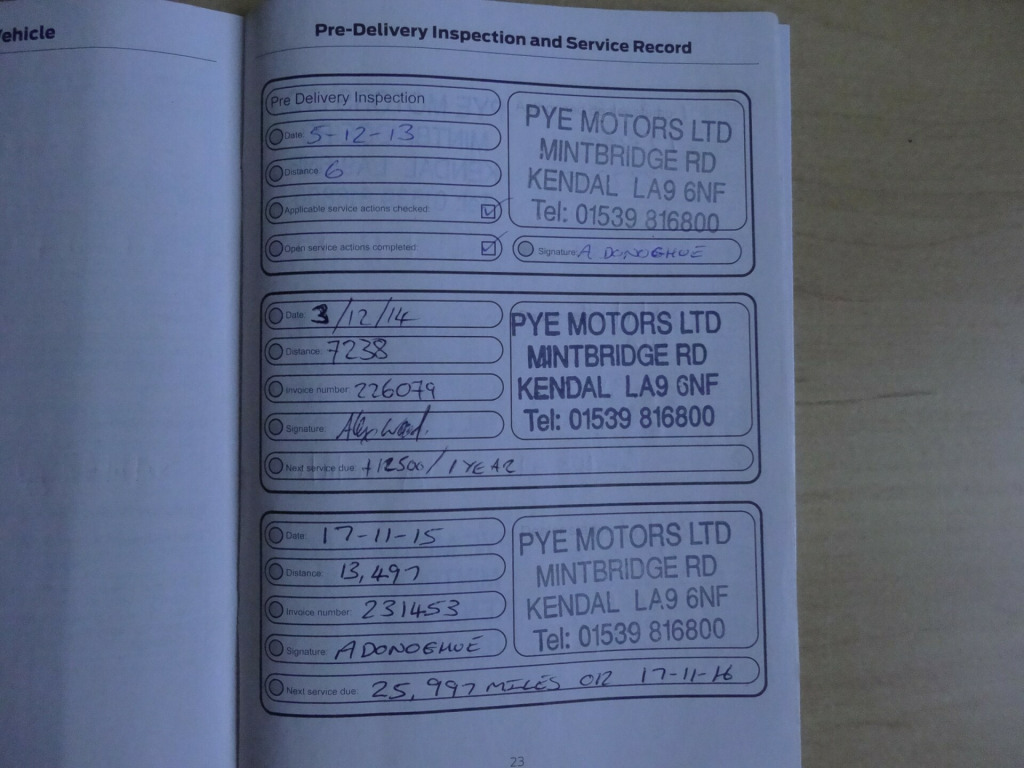 ehicle
Pre-Delivery Inspection and Service Record
Pre Delivery Inspection
Date: 5-12-13
Distance: 6
Applicable service actions checked:
Open service actions completed:
PYE MOTORS LTD
MINTBRIDGE RD
KENDAL LA9 6NF
Tel: 01539 816800
Signature: A DONOGHUE
Date: 3/12/14
Distance: 7238
Invoice number: 226079
Signature: Alex Ward.
Next service due: +12500/1 YEAR
PYE MOTORS LTD
MINTBRIDGE RD
KENDAL LA9 6NF
Tel: 01539 816800
Date: 17-11-15
Distance: 13,497
Invoice number: 231453
Signature: A DONOGHUE
Next service due: 25,997 MILES OR 17-11-16
PYE MOTORS LTD
MINTBRIDGE RD
KENDAL LA9 6NF
Tel: 01539 816800
23